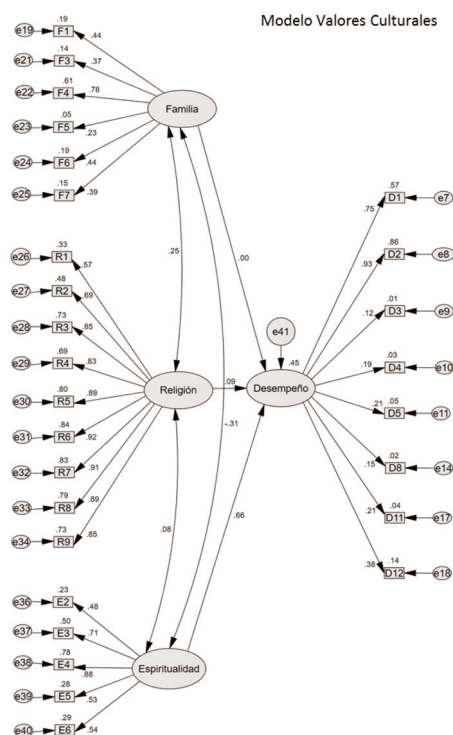 Modelo Valores Culturales
.19
e19 F1 .44
.14
e21 F3 .37
.61
e22 F4 .78
.05
e23 F5 .23
.19
e24 F6 .44
.15
e25 F7 .39
Familia
.25
.00
-.31
.33
e26 R1 .57
.48
e27 R2 .69
.73
e28 R3 .85
.69
e29 R4 .83
.80
e30 R5 .89
.84
e31 R6 .92
.83
e32 R7 .91
.79
e33 R8 .89
.73
e34 R9 .85
Religión
.09
.08
.66
.23
e36 E2 .48
.50
e37 E3 .71
.78
e38 E4 .88
.28
e39 E5 .53
.29
e40 E6 .54
Espiritualidad
e41
.45
Desempeño
.57
.75 D1 e7
.86
.93 D2 e8
.01
.12 D3 e9
.03
.19 D4 e10
.05
.21 D5 e11
.02
.15 D8 e14
.04
.21 D11 e17
.14
.38 D12 e18